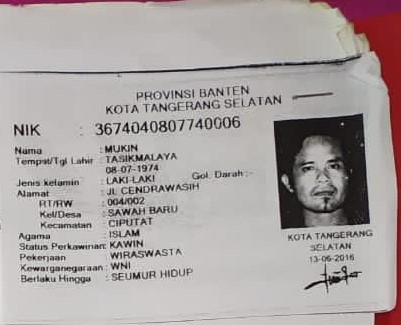 PROVINSI BANTEN
KOTA TANGERANG SELATAN
NIK : 3674040807740006
Nama : MUKIN
Tempat/Tgl Lahir : TASIKMALAYA
08-07-1974
Jenis kelamin : LAKI-LAKI Gol. Darah :-
Alamat : JL CENDRAWASIH
RT/RW : 004/002
Kel/Desa : SAWAH BARU
Kecamatan : CIPUTAT
Agama : ISLAM
Status Perkawinan: KAWIN
Pekerjaan : WIRASWASTA
Kewarganegaraan: WNI
Berlaku Hingga : SEUMUR HIDUP
KOTA TANGERANG
SELATAN
13-06-2016